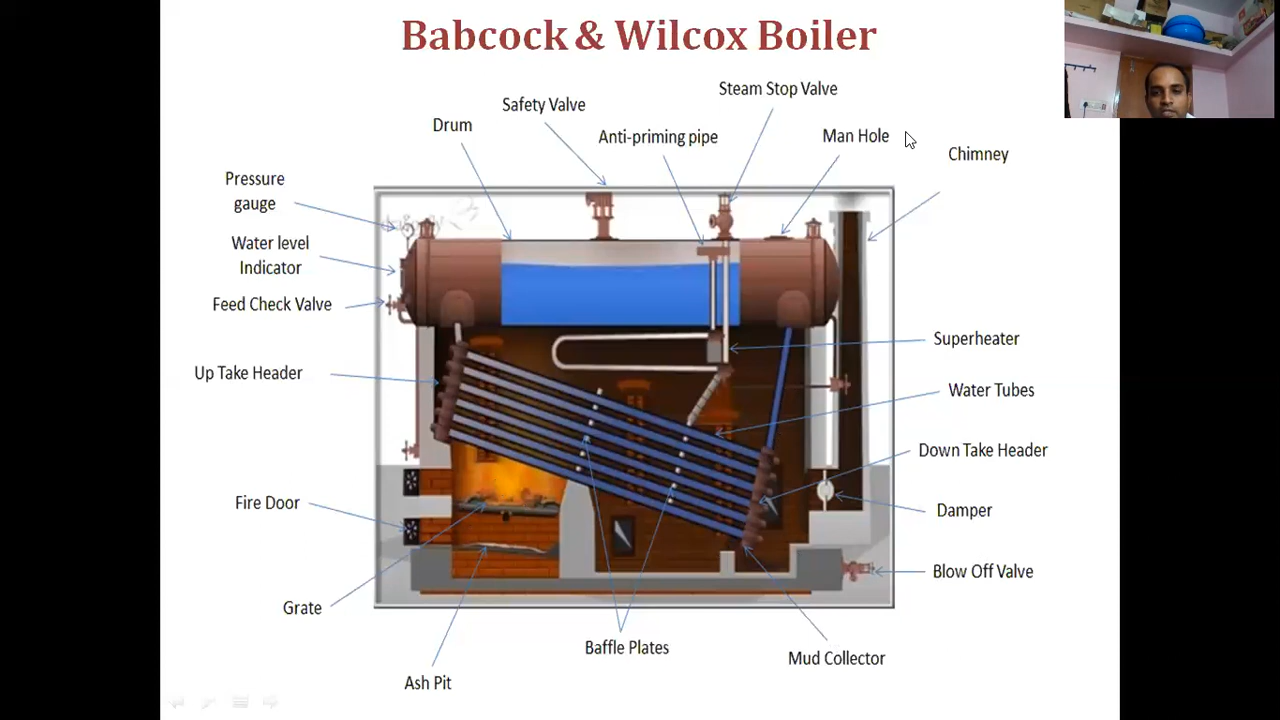 Babcock & Wilcox Boiler
Steam Stop Valve
Safety Valve
Drum
Anti-priming pipe
Man Hole
Chimney
Pressure
gauge
Water level
Indicator
Feed Check Valve
Superheater
Up Take Header
Water Tubes
Down Take Header
Fire Door
Damper
Blow Off Valve
Grate
Baffle Plates
Mud Collector
Ash Pit